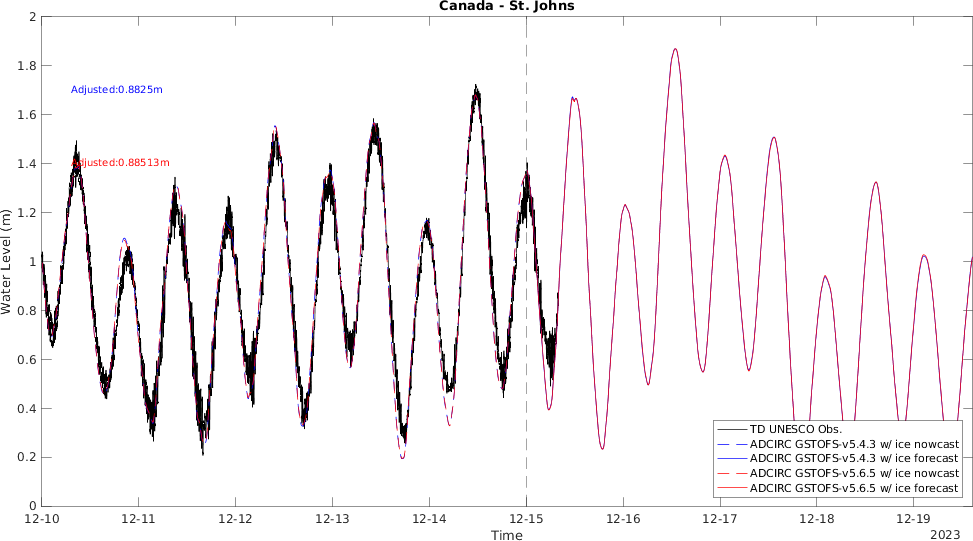 Canada - St. Johns
2
1.8
1.6
1.4
1.2
1
0.8
0.6
0.4
0.2
0
Water Level (m)
Adjusted:0.8825m
Adjusted:0.88513m
TD UNESCO Obs.
ADCIRC GSTOFS-v5.4.3 w/ ice nowcast
ADCIRC GSTOFS-v5.4.3 w/ ice forecast
ADCIRC GSTOFS-v5.6.5 w/ ice nowcast
ADCIRC GSTOFS-v5.6.5 w/ ice forecast
12-10 12-11 12-12 12-13 12-14 12-15 12-16 12-17 12-18 12-19
Time
2023